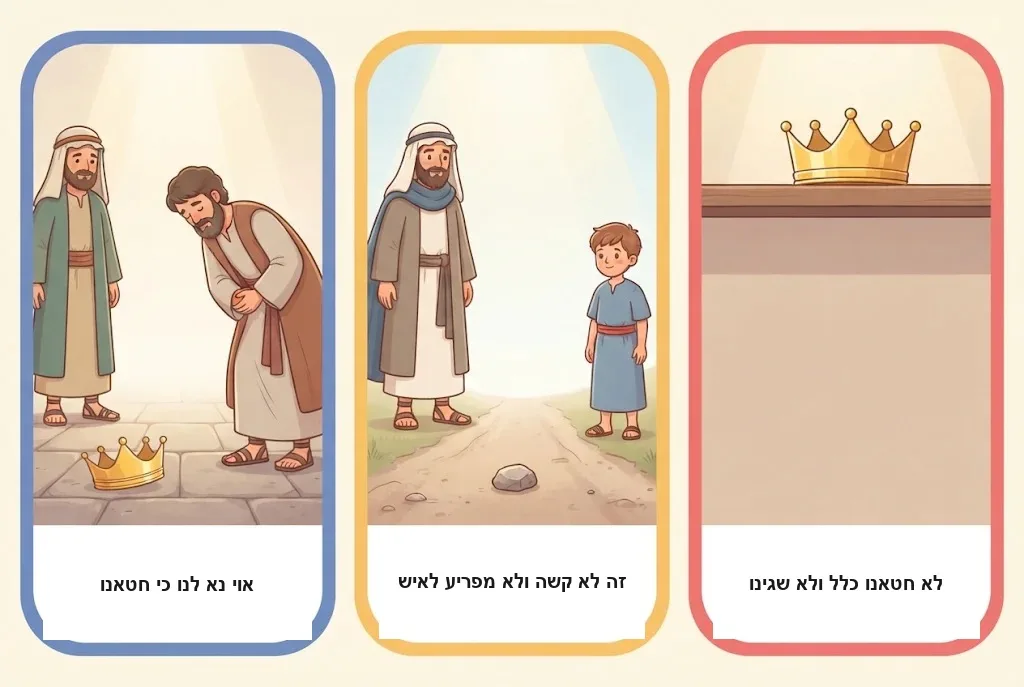 לא חטאנו כלל ולא שגינו
זה לא קשה ולא מפריע לאיש
אוי נא לנו כי חטאנו